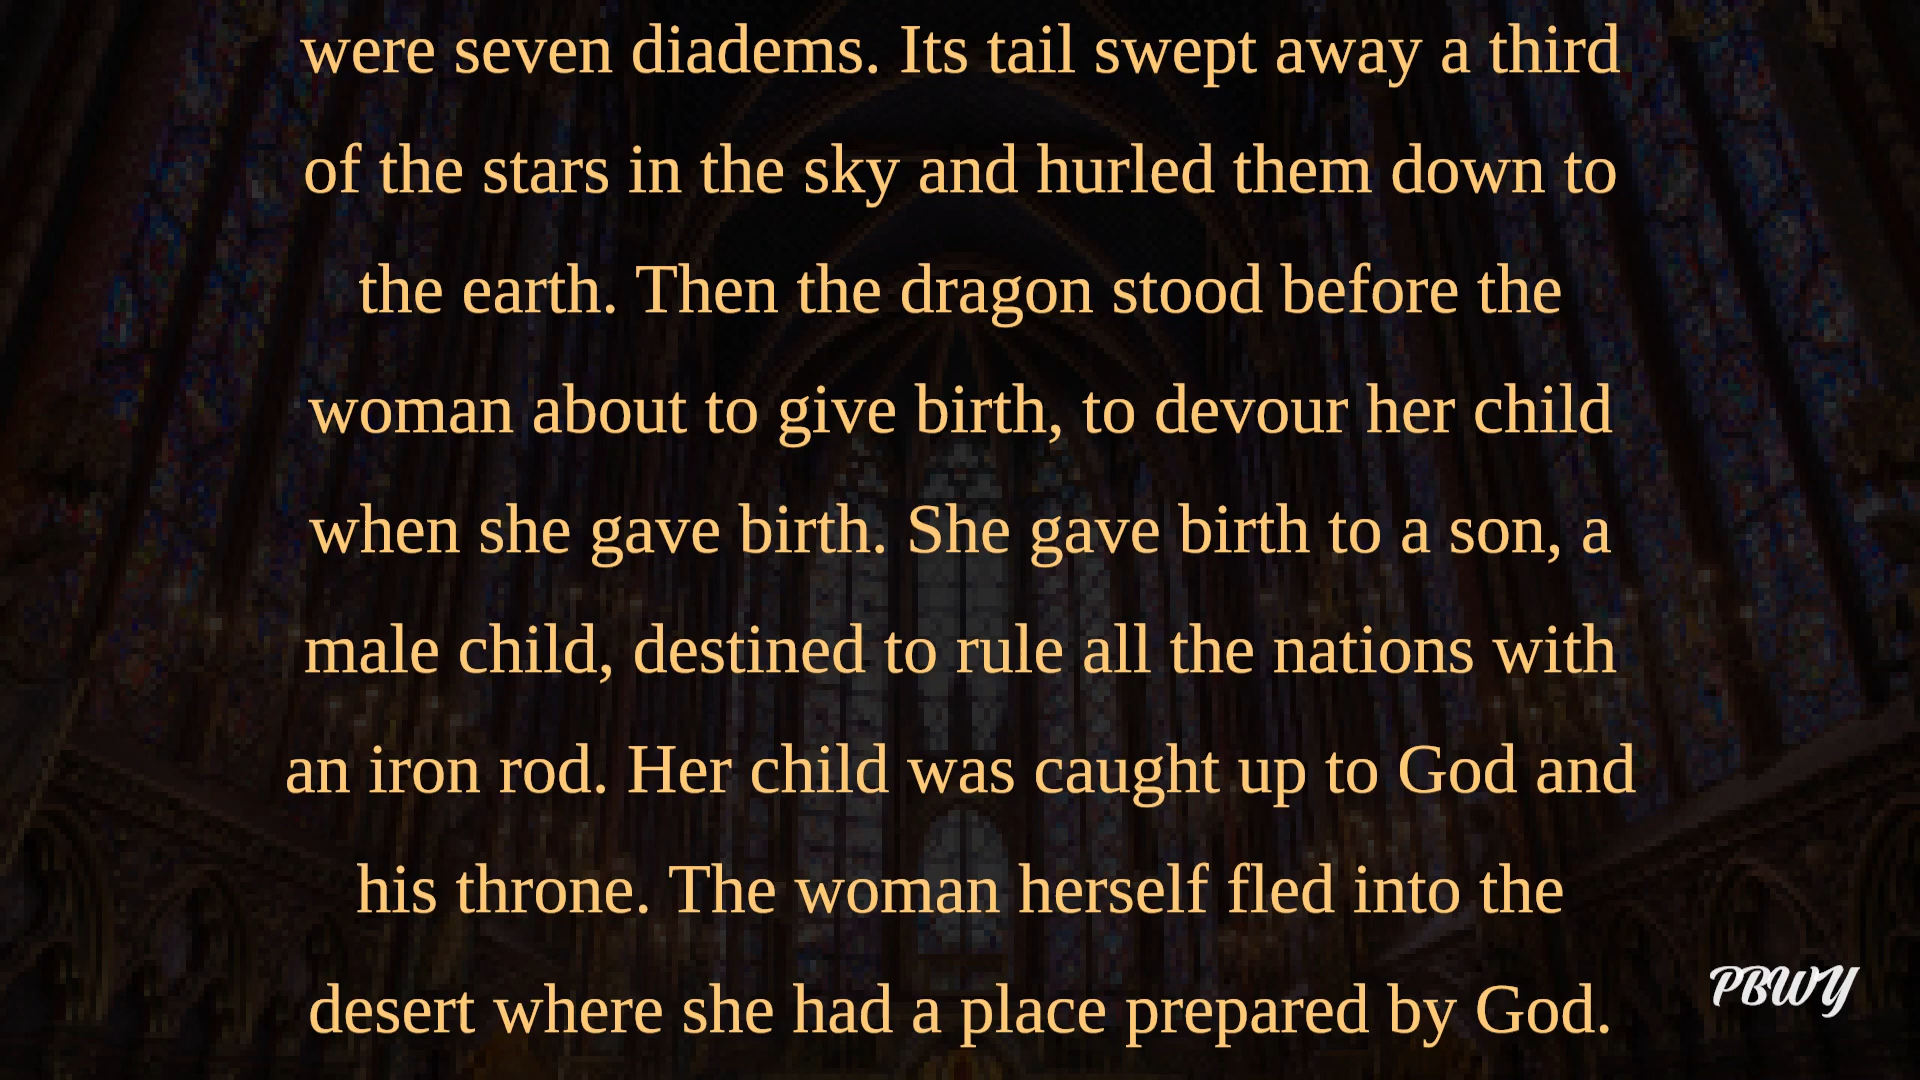 were seven diadems. Its tail swept away a third
of the stars in the sky and hurled them down to
the earth. Then the dragon stood before the
woman about to give birth, to devour her child
when she gave birth. She gave birth to a son, a
male child, destined to rule all the nations with
an iron rod. Her child was caught up to God and
his throne. The woman herself fled into the
desert where she had a place prepared by God.
PBWY